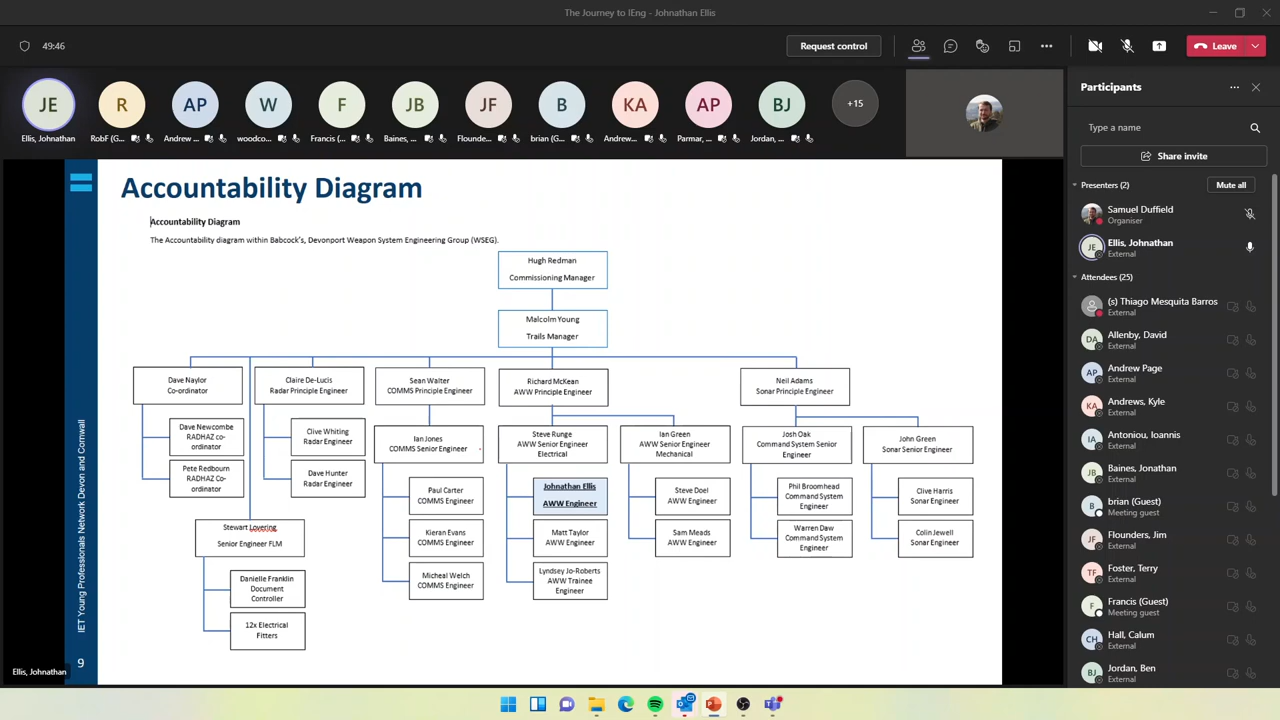 The Journey to IEng - Johnathan Ellis
49:46
Request control
Leave
JE
R
AP
W
F
JB
JF
B
KA
AP
BJ
+15
Ellis, Johnathan
RobF (G...
Andrew ...
woodco...
Francis (...
Baines,...
Flounde...
brian (G...
Andrew...
Parmar, ...
Jordan, ...
Participants
Type a name
Share invite
Presenters (2)
Mute all
Samuel Duffield
Organiser
JE
Ellis, Johnathan
External
Attendees (25)
(s) Thiago Mesquita Barros
External
DA
Allenby, David
External
AP
Andrew Page
External
KA
Andrews, Kyle
External
IA
Antoniou, Ioannis
External
JB
Baines, Jonathan
External
B
brian (Guest)
Meeting guest
JF
Flounders, Jim
External
TF
Foster, Terry
External
F
Francis (Guest)
Meeting guest
CH
Hall, Calum
External
JB
Jordan, Ben
External
Accountability Diagram
Accountability Diagram
The Accountability diagram within Babcock's, Devonport Weapon System Engineering Group (WSEG).
Hugh Redman
Commissioning Manager
Malcolm Young
Trails Manager
Dave Naylor
Co-ordinator
Claire De-Lucis
Radar Principle Engineer
Sean Walter
COMMS Principle Engineer
Richard McKean
AWW Principle Engineer
Neil Adams
Sonar Principle Engineer
Dave Newcombe
RADHAZ co-
ordinator
Pete Redbourn
RADHAZ Co-
ordinator
Clive Whiting
Radar Engineer
Dave Hunter
Radar Engineer
Ian Jones
COMMS Senior Engineer
Steve Runge
AWW Senior Engineer
Electrical
Ian Green
AWW Senior Engineer
Mechanical
Josh Oak
Command System Senior
Engineer
John Green
Sonar Senior Engineer
Paul Carter
COMMS Engineer
Kieran Evans
COMMS Engineer
Micheal Welch
COMMS Engineer
Johnathan Ellis
AWW Engineer
Matt Taylor
AWW Engineer
Lyndsey Jo-Roberts
AWW Trainee
Engineer
Steve Doel
AWW Engineer
Sam Meads
AWW Engineer
Phil Broomhead
Command System
Engineer
Warren Daw
Command System
Engineer
Clive Harris
Sonar Engineer
Colin Jewell
Sonar Engineer
Stewart Lovering
Senior Engineer FLM
Danielle Franklin
Document
Controller
12x Electrical
Fitters
IET Young Professionals Network Devon and Cornwall
9
Ellis, Johnathan